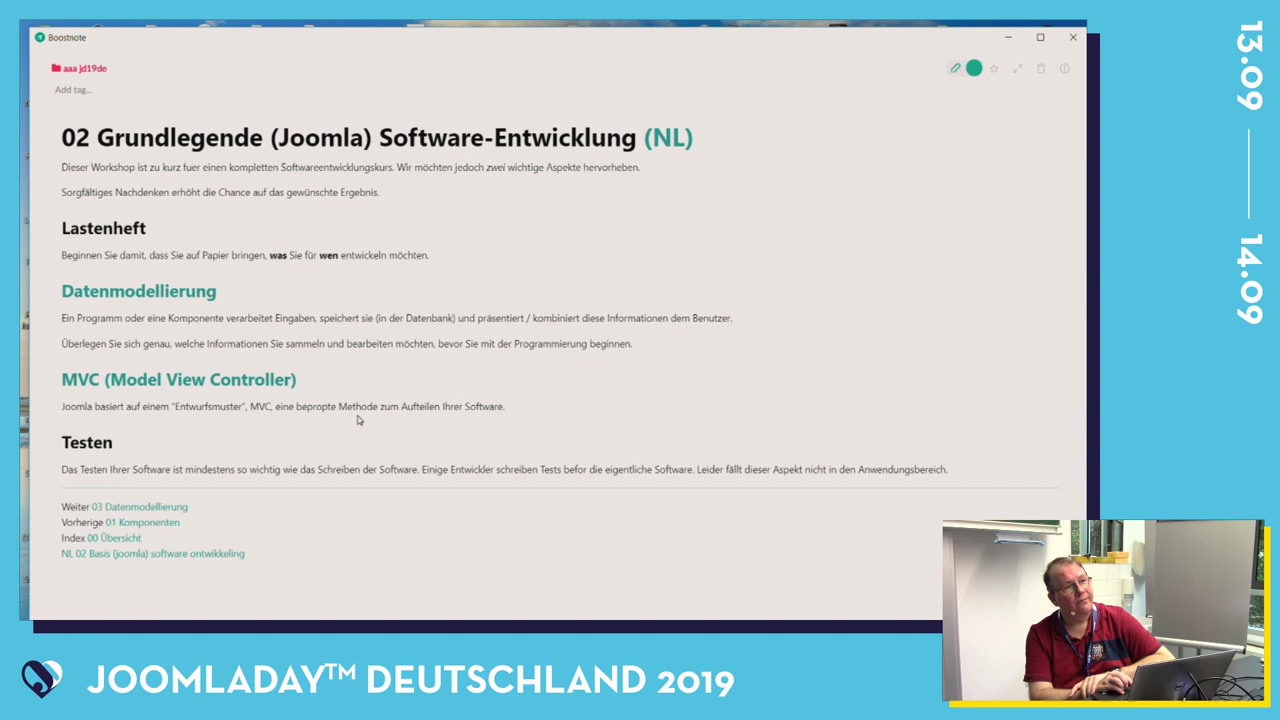 Boostnote
aaa jd19de
Add tag...
02 Grundlegende (Joomla) Software-Entwicklung (NL)
Dieser Workshop ist zu kurz fuer einen kompletten Softwareentwicklungskurs. Wir möchten jedoch zwei wichtige Aspekte hervorheben.
Sorgfältiges Nachdenken erhöht die Chance auf das gewünschte Ergebnis.
Lastenheft
Beginnen Sie damit, dass Sie auf Papier bringen, was Sie für wen entwickeln möchten.
Datenmodellierung
Ein Programm oder eine Komponente verarbeitet Eingaben, speichert sie (in der Datenbank) und präsentiert / kombiniert diese Informationen dem Benutzer.
Überlegen Sie sich genau, welche Informationen Sie sammeln und bearbeiten möchten, bevor Sie mit der Programmierung beginnen.
MVC (Model View Controller)
Joomla basiert auf einem "Entwurfsmuster", MVC, eine bepropte Methode zum Aufteilen Ihrer Software.
Testen
Das Testen Ihrer Software ist mindestens so wichtig wie das Schreiben der Software. Einige Entwickler schreiben Tests befor die eigentliche Software. Leider fällt dieser Aspekt nicht in den Anwendungsbereich.
Weiter 03 Datenmodellierung
Vorherige 01 Komponenten
Index 00 Übersicht
NL 02 Basis (joomla) software ontwikkeling
13.09
14.09
JOOMLADAY™ DEUTSCHLAND 2019